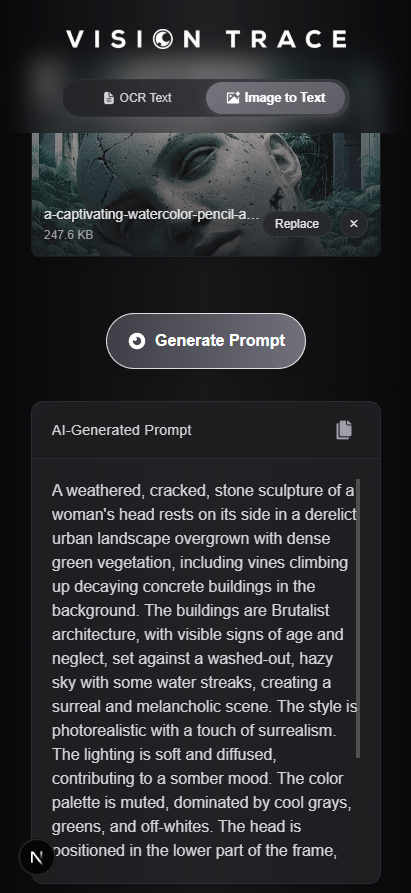 VISION TRACE
OCR Text
Image to Text
a-captivating-watercolor-pencil-a...
247.6 KB
Replace
×
Generate Prompt
AI-Generated Prompt
A weathered, cracked, stone sculpture of a
woman's head rests on its side in a derelict
urban landscape overgrown with dense
green vegetation, including vines climbing
up decaying concrete buildings in the
background. The buildings are Brutalist
architecture, with visible signs of age and
neglect, set against a washed-out, hazy
sky with some water streaks, creating a
surreal and melancholic scene. The style is
photorealistic with a touch of surrealism.
The lighting is soft and diffused,
contributing to a somber mood. The color
palette is muted, dominated by cool grays,
greens, and off-whites. The head is
positioned in the lower part of the frame,
N